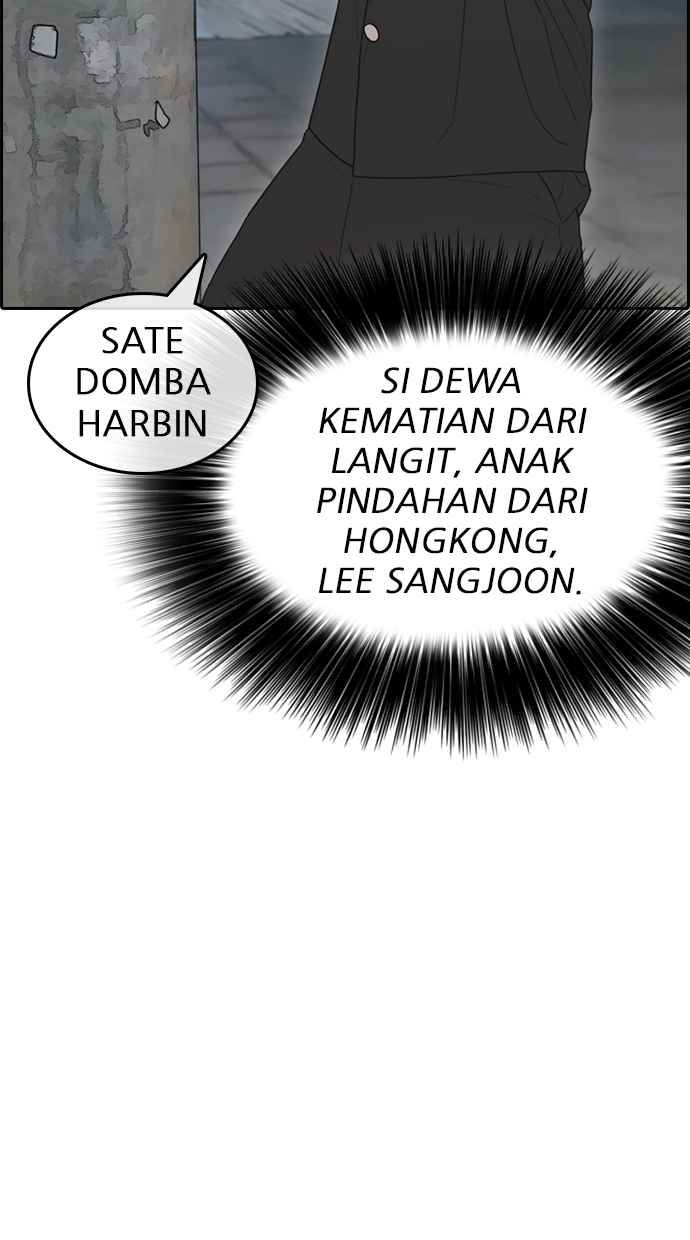 SATE
DOMBA
HARBIN
SI DEWA
KEMATIAN DARI
LANGIT, ANAK
PINDAHAN DARI
HONGKONG,
LEE SANGJOON.